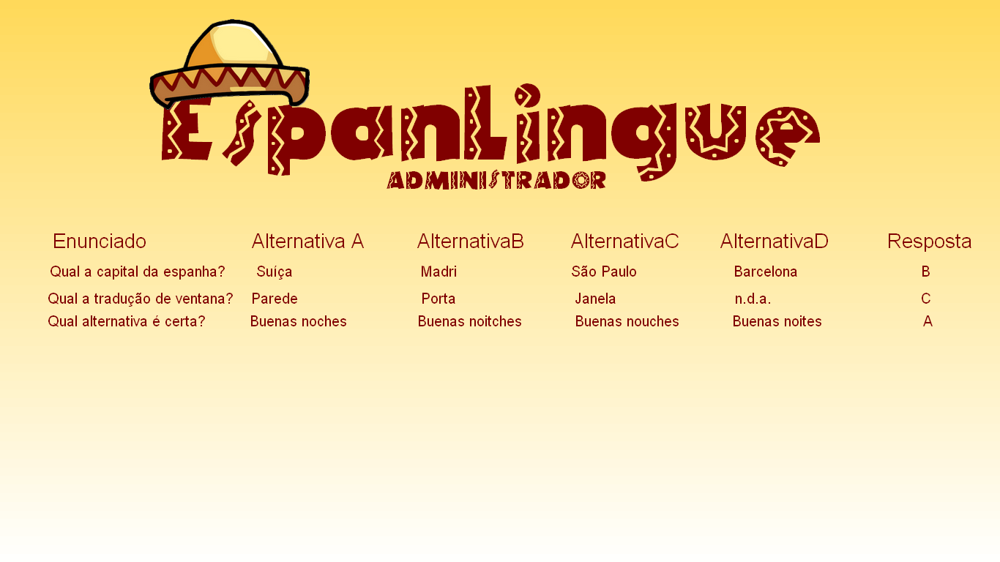 EspanLingue
ADMINISTRADOR
Enunciado Alternativa A AlternativaB AlternativaC AlternativaD Resposta
Qual a capital da espanha? Suíça Madri São Paulo Barcelona B
Qual a tradução de ventana? Parede Porta Janela n.d.a. C
Qual alternativa é certa? Buenas noches Buenas noitches Buenas nouches Buenas noites A